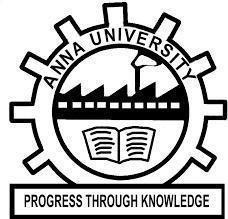 ANNA UNIVERSITY
PROGRESS THROUGH KNOWLEDGE